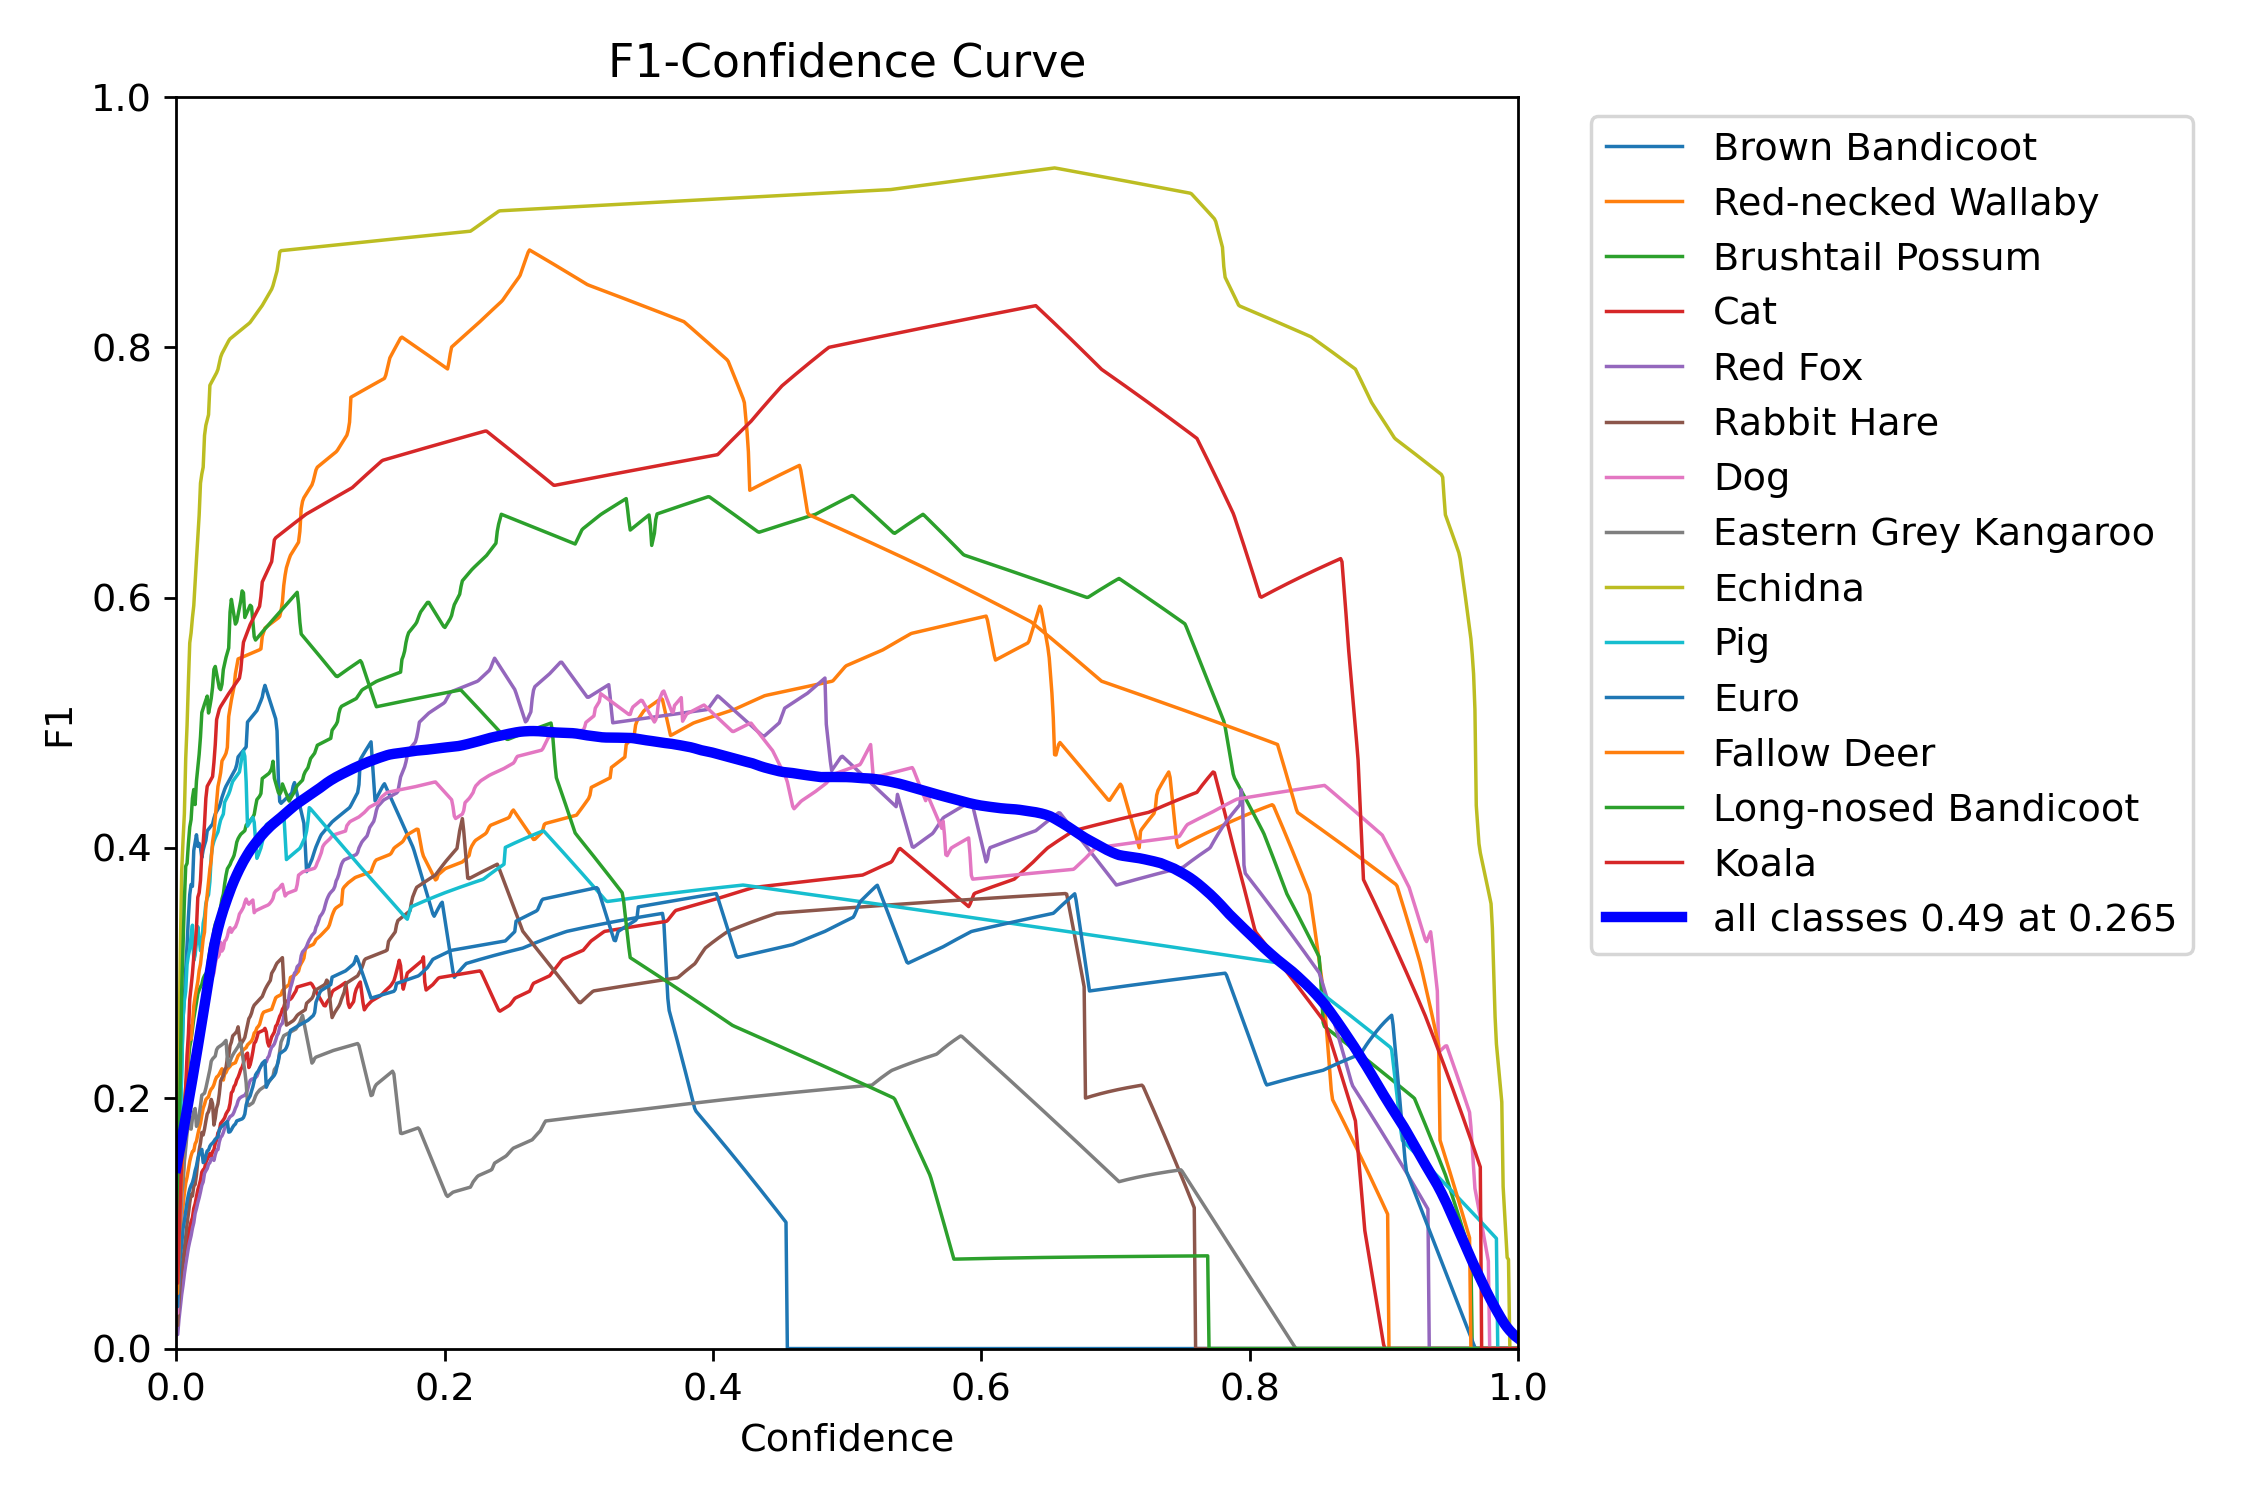 F1-Confidence Curve
1.0
0.8
0.6
0.4
0.2
0.0
F1
0.0 0.2 0.4 0.6 0.8 1.0
Confidence
Brown Bandicoot
Red-necked Wallaby
Brushtail Possum
Cat
Red Fox
Rabbit Hare
Dog
Eastern Grey Kangaroo
Echidna
Pig
Euro
Fallow Deer
Long-nosed Bandicoot
Koala
all classes 0.49 at 0.265